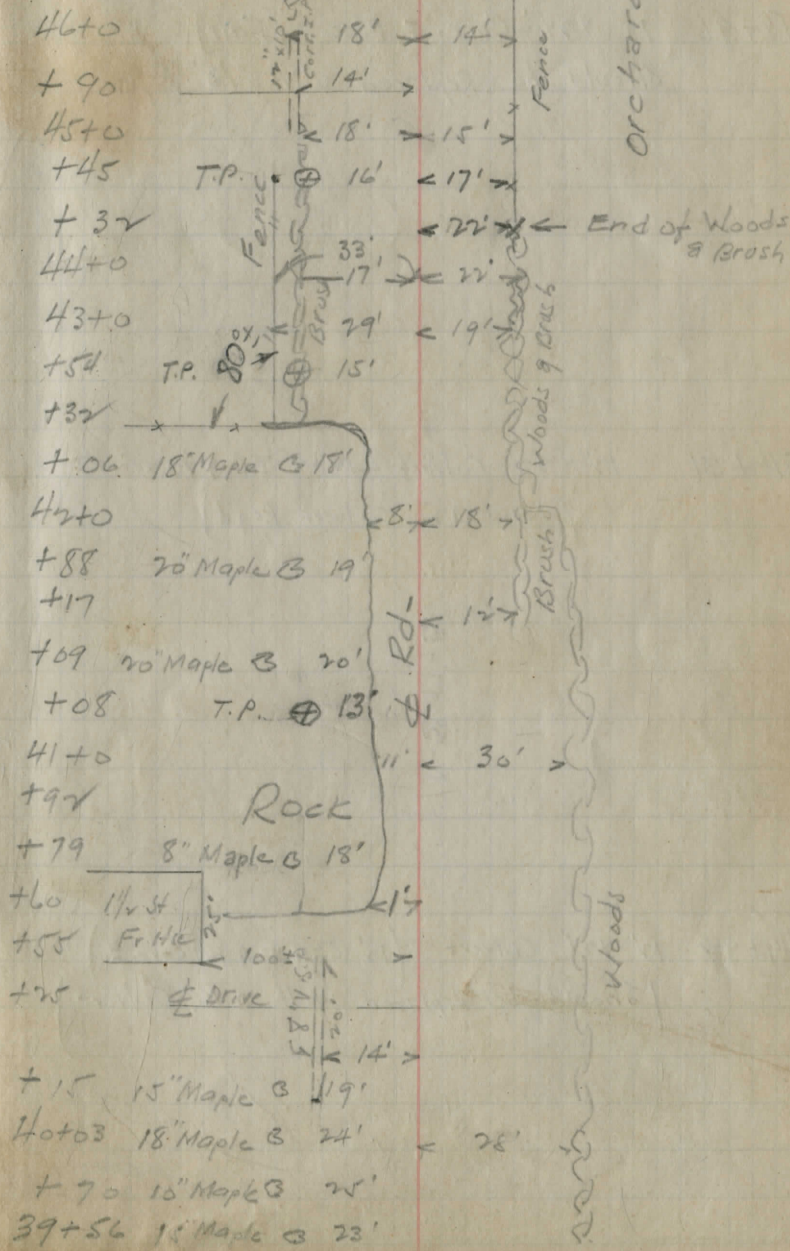 46+0 18' 14'
+90 14'
Fence
Orchard
45+0 18' 15'
+45 T.P. 16' 17'
+32 22' ← End of Woods
& Brush
Fence
33'
44+0 17' 22'
Brush
43+0 29' 19'
80%
+54 T.P. 15'
Woods & Brush
+32
+06 18" Maple 18'
42+0 8' 18'
+88 20" Maple 19'
Brush
+17 12'
Rd
+09 20" Maple 20'
+08 T.P. 13' ℄
41+0 11' 30'
+92
Rock
+79 8" Maple 18'
+60 1½ St 1'
Fr Hse
25'
+55 100±
Woods
+25 ℄ Drive
20'
14'
+15 15" Maple 19'
40+03 18" Maple 24' 28'
+70 10" Maple 25'
39+56 Maple 23'